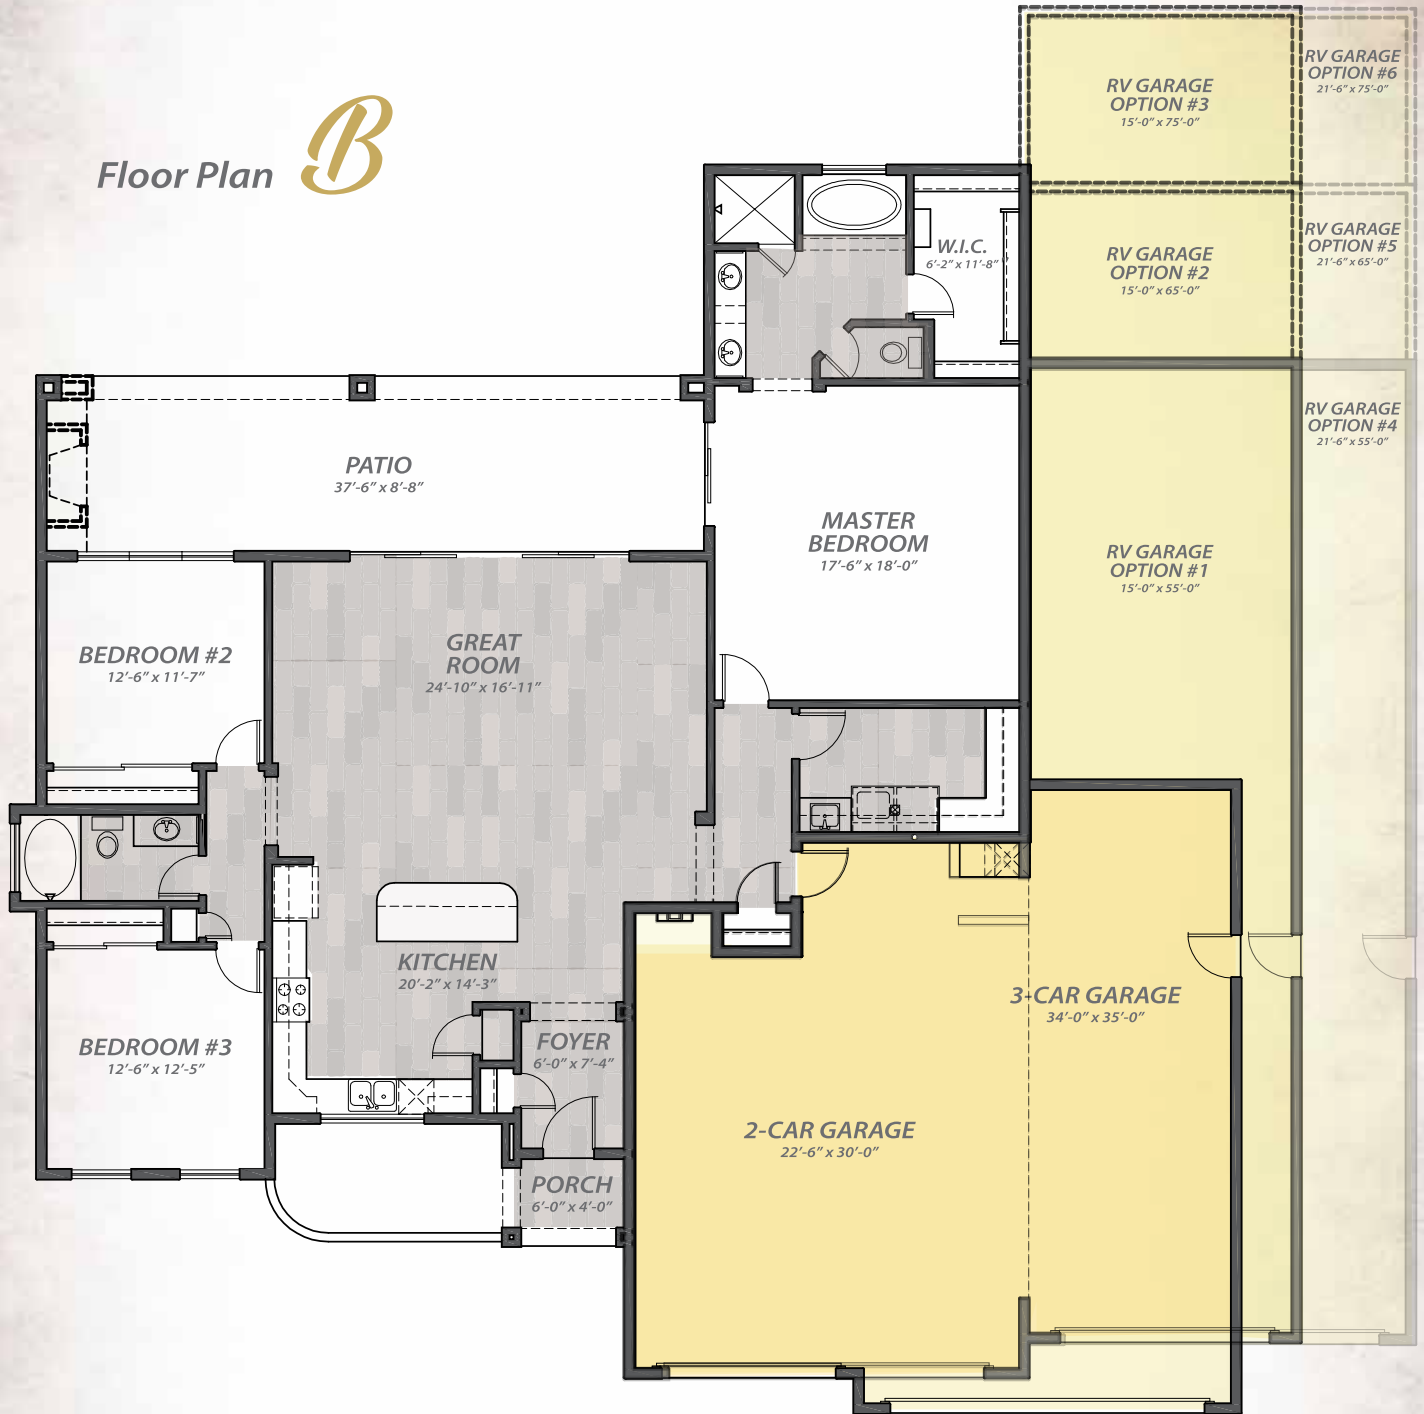 Floor Plan B
RV GARAGE
OPTION #3
15'-0" x 75'-0"
RV GARAGE
OPTION #6
21'-6" x 75'-0"
RV GARAGE
OPTION #2
15'-0" x 65'-0"
RV GARAGE
OPTION #5
21'-6" x 65'-0"
W.I.C.
6'-2" x 11'-8"
RV GARAGE
OPTION #4
21'-6" x 55'-0"
PATIO
37'-6" x 8'-8"
MASTER
BEDROOM
17'-6" x 18'-0"
RV GARAGE
OPTION #1
15'-0" x 55'-0"
BEDROOM #2
12'-6" x 11'-7"
GREAT
ROOM
24'-10" x 16'-11"
KITCHEN
20'-2" x 14'-3"
3-CAR GARAGE
34'-0" x 35'-0"
BEDROOM #3
12'-6" x 12'-5"
FOYER
6'-0" x 7'-4"
2-CAR GARAGE
22'-6" x 30'-0"
PORCH
6'-0" x 4'-0"